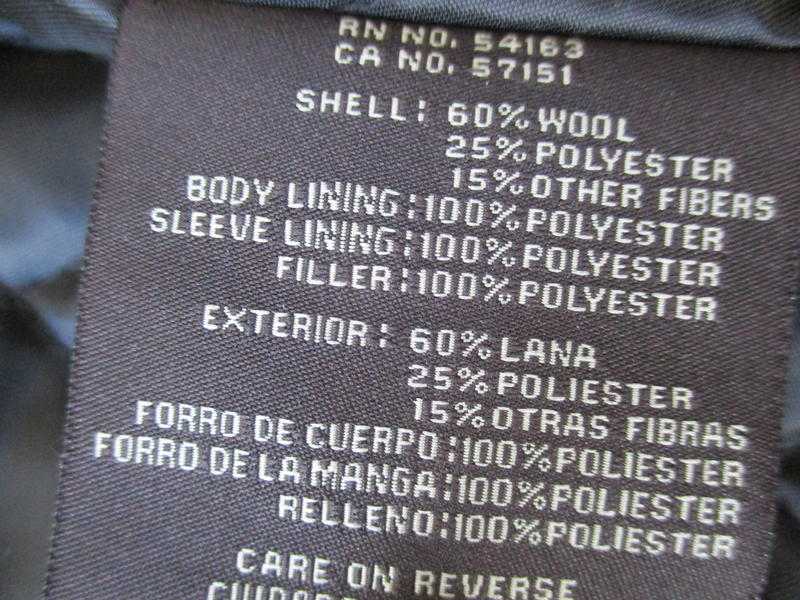 RN NO. 54163
CA NO. 57151
SHELL: 60% WOOL
25% POLYESTER
15% OTHER FIBERS
BODY LINING: 100% POLYESTER
SLEEVE LINING: 100% POLYESTER
FILLER: 100% POLYESTER
EXTERIOR: 60% LANA
25% POLIESTER
15% OTRAS FIBRAS
FORRO DE CUERPO: 100% POLIESTER
FORRO DE LA MANGA: 100% POLIESTER
RELLENO: 100% POLIESTER
CARE ON REVERSE